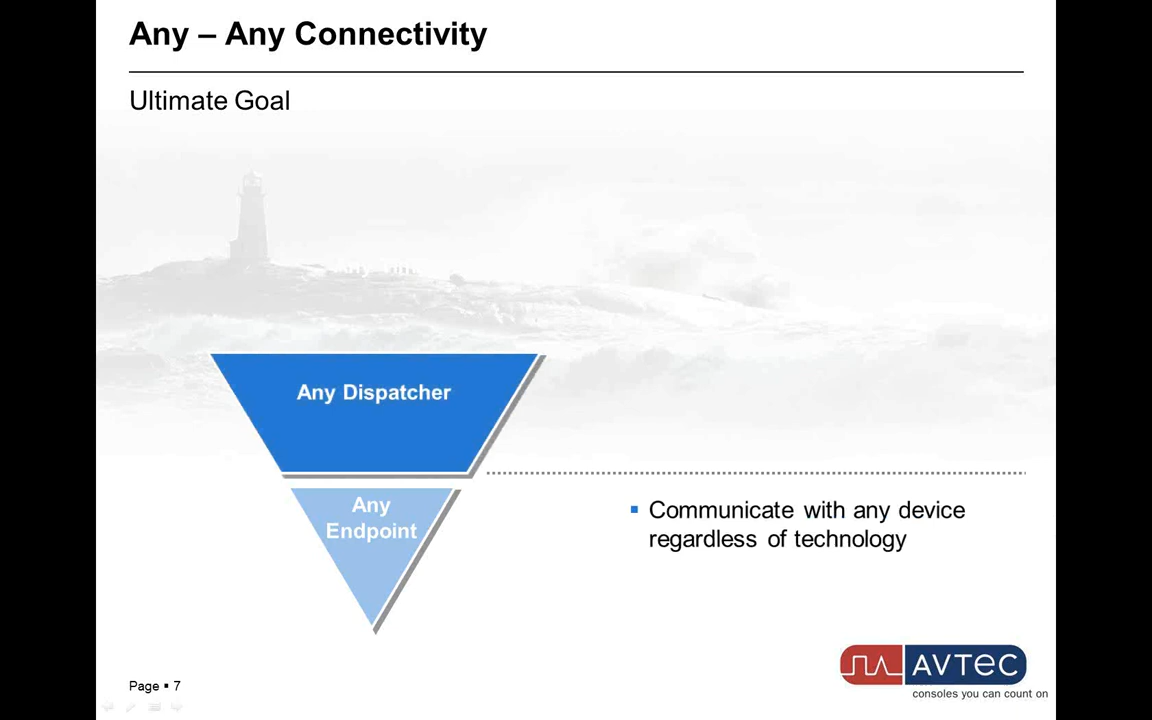 Any – Any Connectivity
Ultimate Goal
Any Dispatcher
Any
Endpoint
▪ Communicate with any device
regardless of technology
Page ▪ 7
AVTEC
consoles you can count on